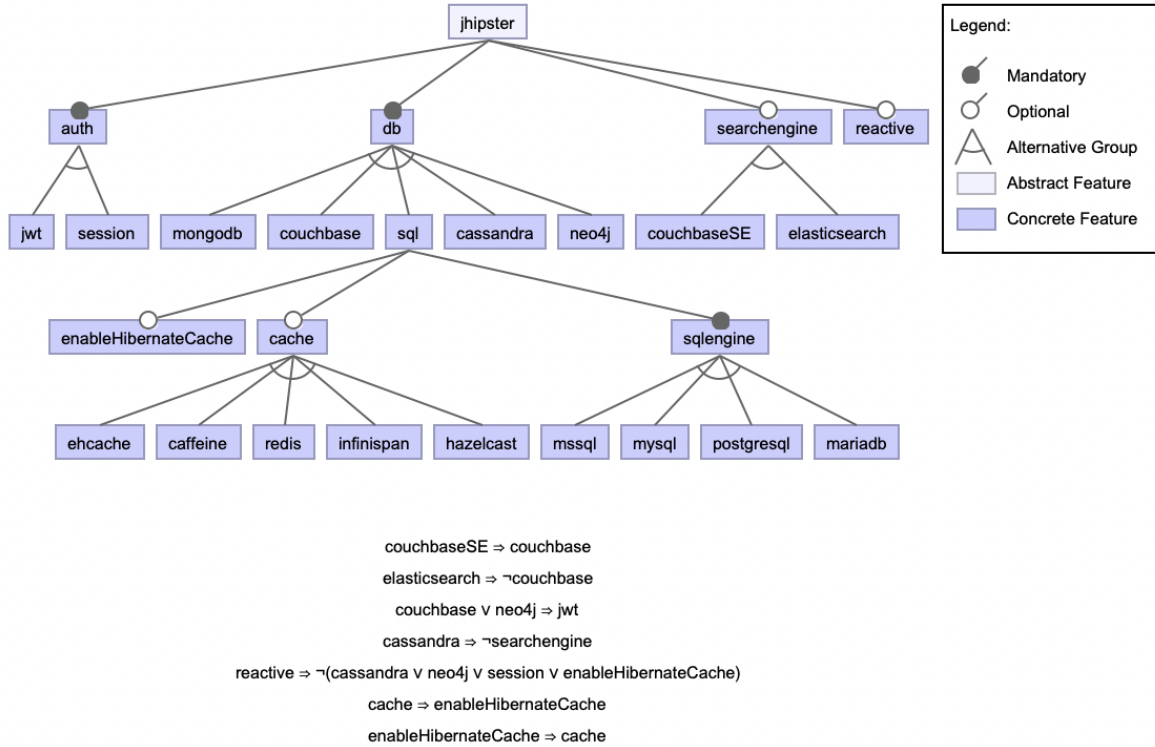 jhipster
Legend:
Mandatory
Optional
Alternative Group
Abstract Feature
Concrete Feature
auth
db
searchengine
reactive
jwt
session
mongodb
couchbase
sql
cassandra
neo4j
couchbaseSE
elasticsearch
enableHibernateCache
cache
sqlengine
ehcache
caffeine
redis
infinispan
hazelcast
mssql
mysql
postgresql
mariadb
couchbaseSE ⇒ couchbase
elasticsearch ⇒ ¬couchbase
couchbase ∨ neo4j ⇒ jwt
cassandra ⇒ ¬searchengine
reactive ⇒ ¬(cassandra ∨ neo4j ∨ session ∨ enableHibernateCache)
cache ⇒ enableHibernateCache
enableHibernateCache ⇒ cache